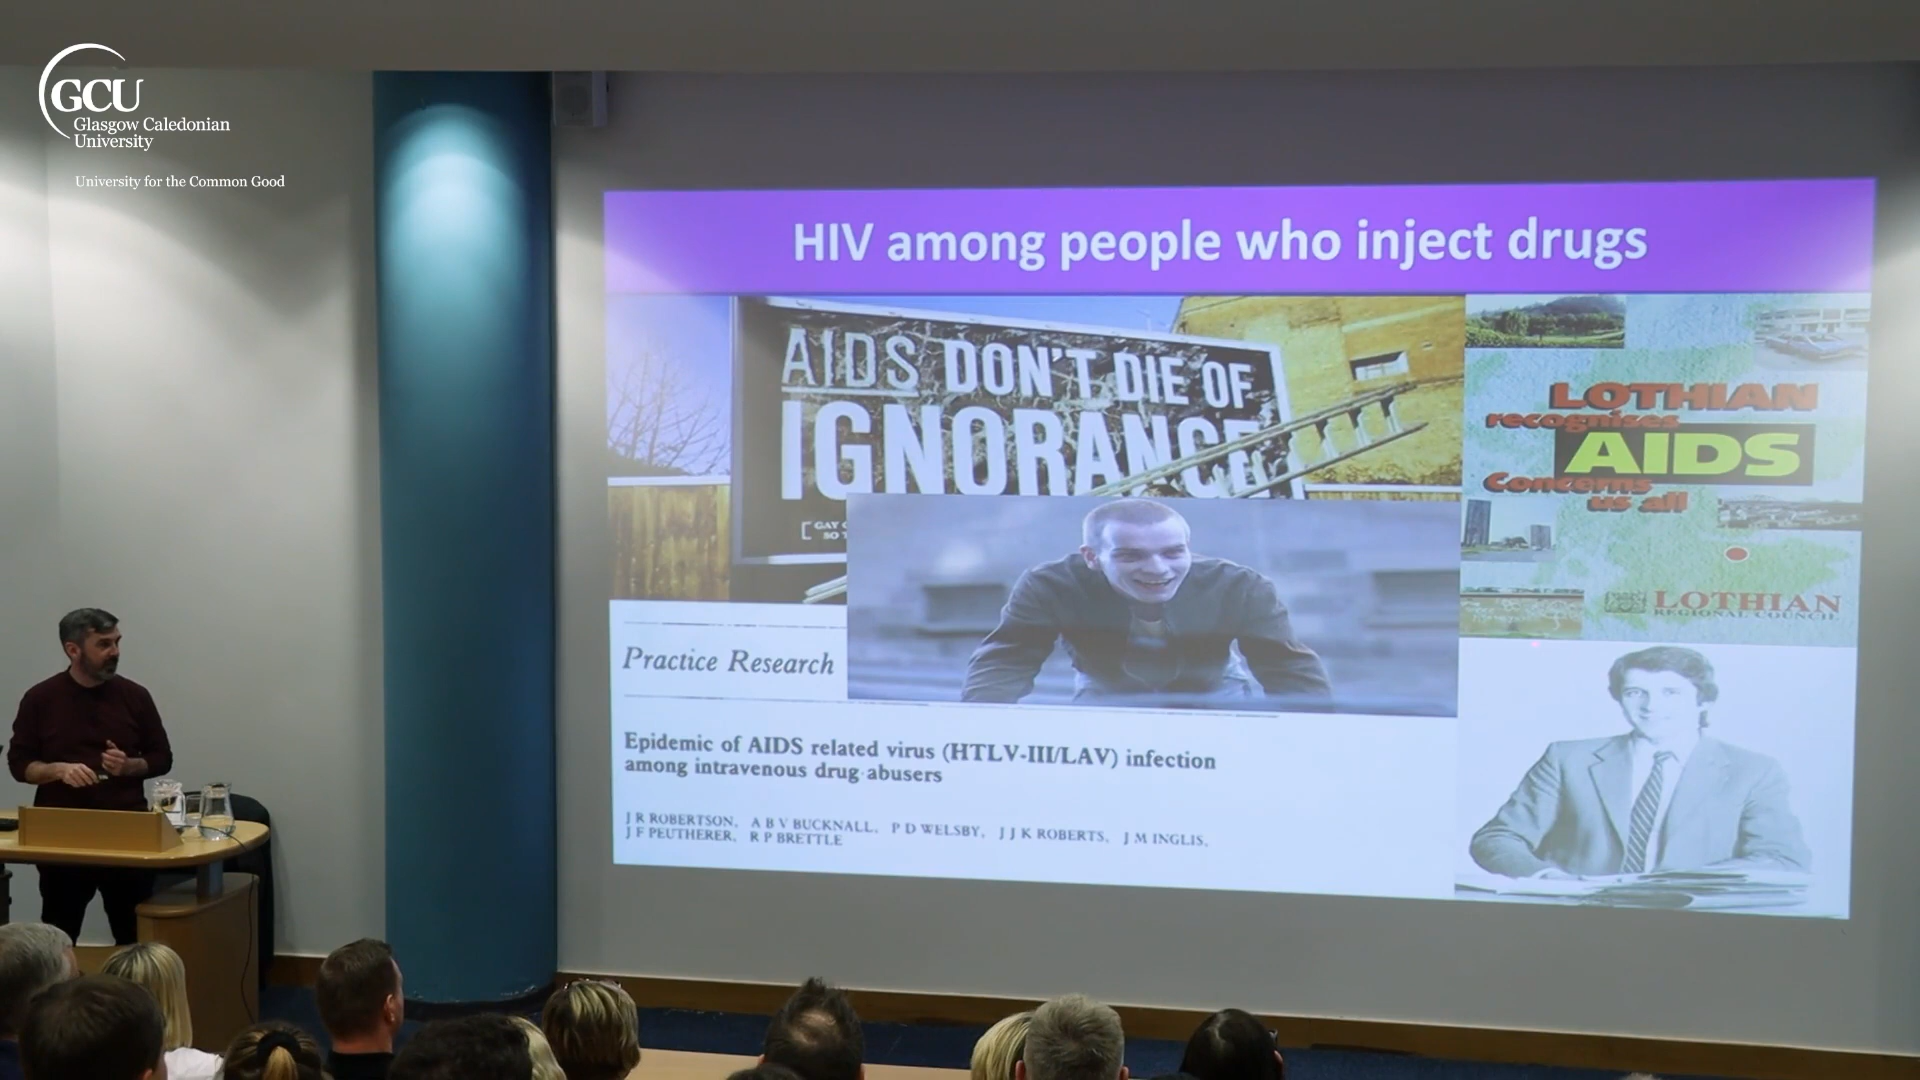 GCU
Glasgow Caledonian
University
University for the Common Good
HIV among people who inject drugs
AIDS DON'T DIE OF
IGNORANCE
GAY
SO
LOTHIAN
recognises
AIDS
Concerns
us all
LOTHIAN
REGIONAL COUNCIL
Practice Research
Epidemic of AIDS related virus (HTLV-III/LAV) infection
among intravenous drug abusers
J R ROBERTSON, A B V BUCKNALL, P D WELSBY, J J K ROBERTS, J M INGLIS,
J F PEUTHERER, R P BRETTLE